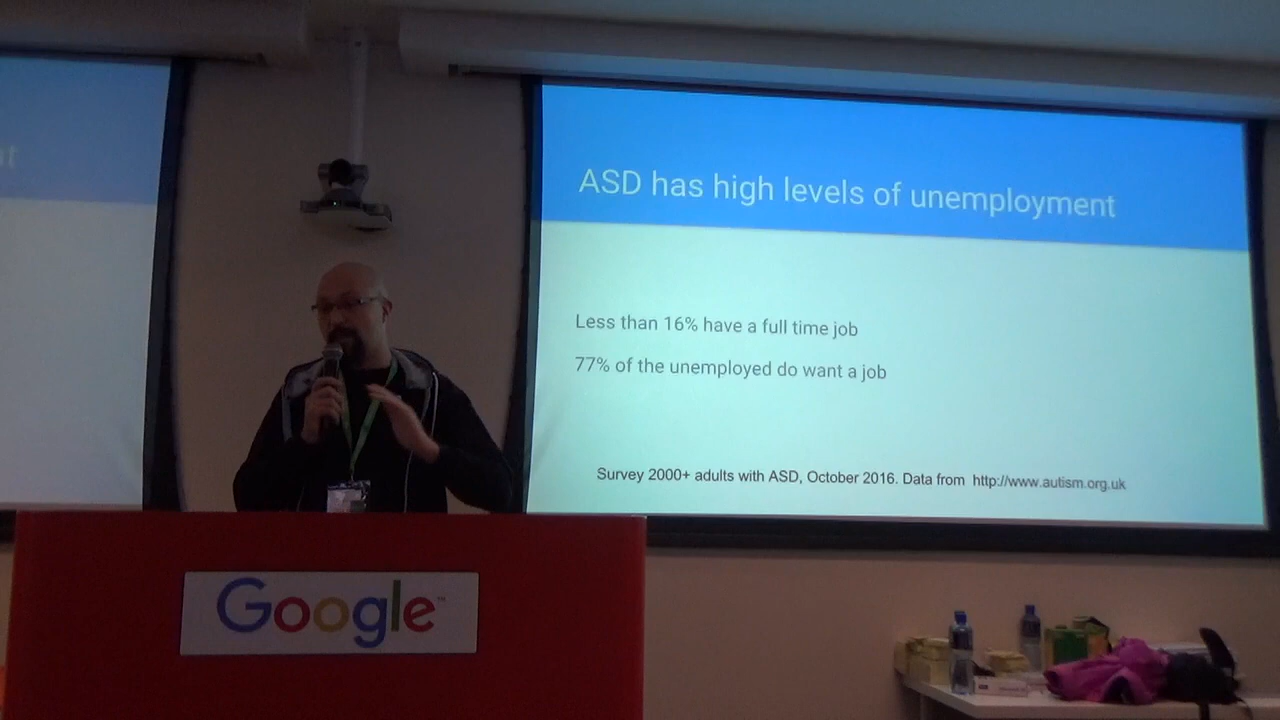 ASD has high levels of unemployment
Less than 16% have a full time job
77% of the unemployed do want a job
Survey 2000+ adults with ASD, October 2016. Data from http://www.autism.org.uk
Google™